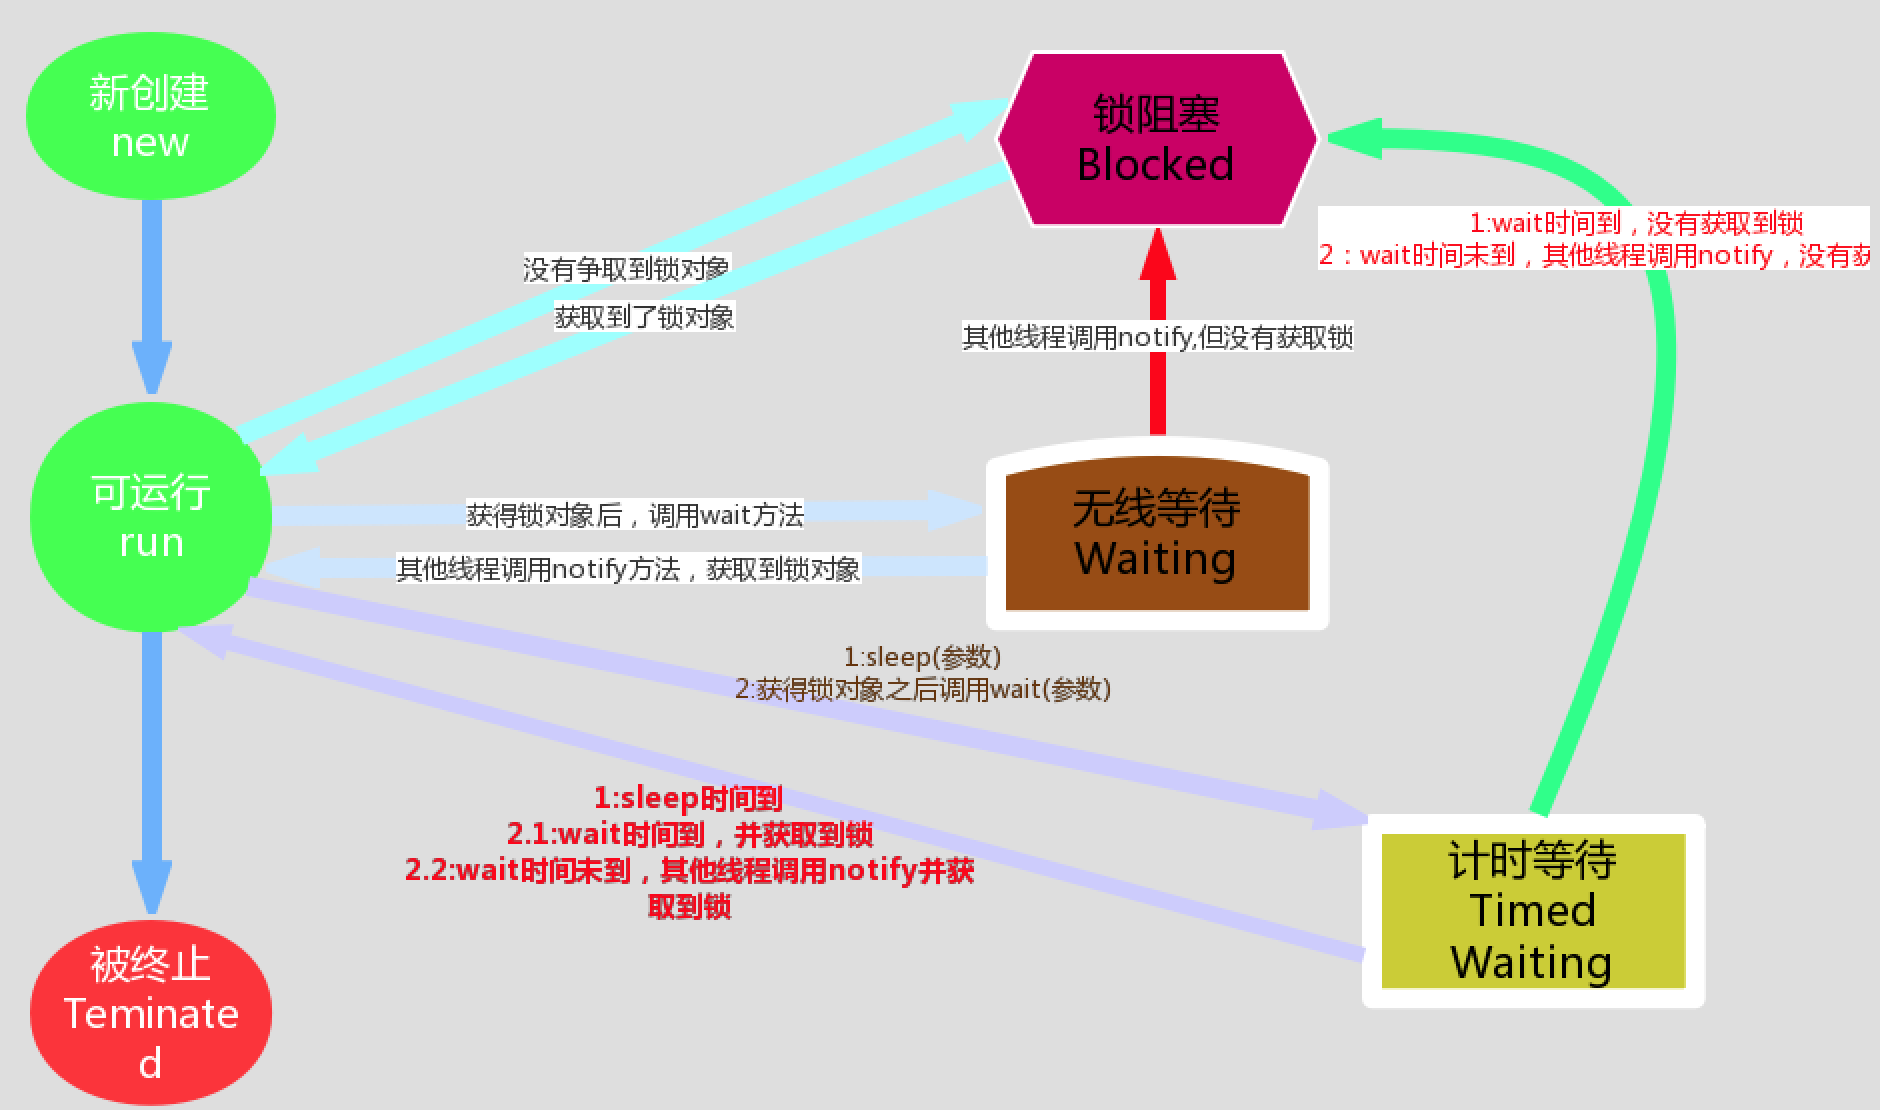 新创建
new
锁阻塞
Blocked
1:wait时间到，没有获取到锁
2：wait时间未到，其他线程调用notify，没有
没有争取到锁对象
获取到了锁对象
其他线程调用notify,但没有获取锁
可运行
run
获得锁对象后，调用wait方法
其他线程调用notify方法，获取到锁对象
无线等待
Waiting
1:sleep(参数)
2:获得锁对象之后调用wait(参数)
1:sleep时间到
2.1:wait时间到，并获取到锁
2.2:wait时间未到，其他线程调用notify并获
取到锁
计时等待
Timed
Waiting
被终止
Teminate
d